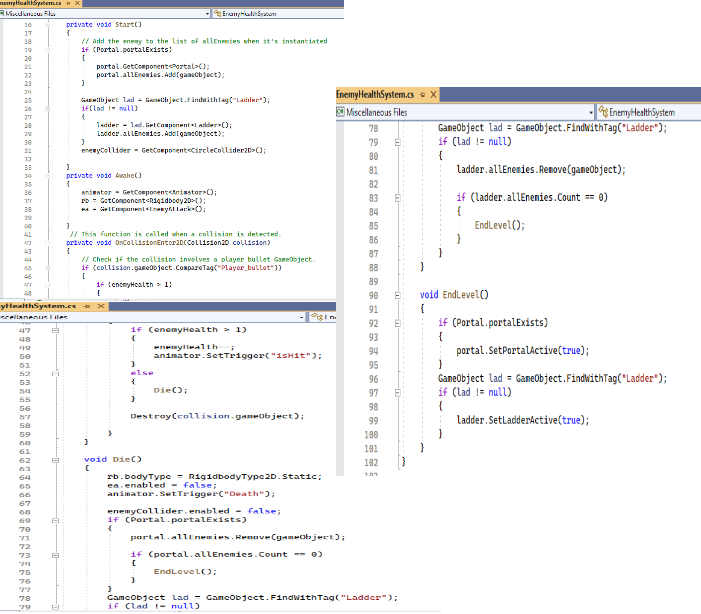 EnemyHealthSystem.cs
Miscellaneous Files
EnemyHealthSystem
16 private void Start()
17 {
18 // Add the enemy to the list of allEnemies when it's instantiated
19 if (Portal.portalExists)
20 {
21 portal.GetComponent<Portal>();
22 portal.allEnemies.Add(gameObject);
23 }
24
25 GameObject lad = GameObject.FindWithTag("Ladder");
26 if(lad != null)
27 {
28 ladder = lad.GetComponent<Ladder>();
29 ladder.allEnemies.Add(gameObject);
30 }
31 enemyCollider = GetComponent<CircleCollider2D>();
32
33 }
34 private void Awake()
35 {
36 animator = GetComponent<Animator>();
37 rb = GetComponent<Rigidbody2D>();
38 ea = GetComponent<EnemyAttack>();
39
40 }
41 // This function is called when a collision is detected.
42 private void OnCollisionEnter2D(Collision2D collision)
43 {
44 // Check if the collision involves a player bullet GameObject.
45 if (collision.gameObject.CompareTag("Player_bullet"))
46 {
47 if (enemyHealth > 1)
48 {
yHealthSystem.cs
scellaneous Files
En
46 {
47 if (enemyHealth > 1)
48 {
49 enemyHealth--;
50 animator.SetTrigger("isHit");
51 }
52 else
53 {
54 Die();
55 }
56
57 Destroy(collision.gameObject);
58
59 }
60 }
61
62 void Die()
63 {
64 rb.bodyType = RigidbodyType2D.Static;
65 ea.enabled = false;
66 animator.SetTrigger("Death");
67
68 enemyCollider.enabled = false;
69 if (Portal.portalExists)
70 {
71 portal.allEnemies.Remove(gameObject);
72
73 if (portal.allEnemies.Count == 0)
74 {
75 EndLevel();
76 }
77 }
78 GameObject lad = GameObject.FindWithTag("Ladder");
79 if (lad != null)
EnemyHealthSystem.cs
Miscellaneous Files
EnemyHealthSystem
78 GameObject lad = GameObject.FindWithTag("Ladder");
79 if (lad != null)
80 {
81 ladder.allEnemies.Remove(gameObject);
82
83 if (ladder.allEnemies.Count == 0)
84 {
85 EndLevel();
86 }
87 }
88 }
89
90 void EndLevel()
91 {
92 if (Portal.portalExists)
93 {
94 portal.SetPortalActive(true);
95 }
96 GameObject lad = GameObject.FindWithTag("Ladder");
97 if (lad != null)
98 {
99 ladder.SetLadderActive(true);
100 }
101 }
102 }